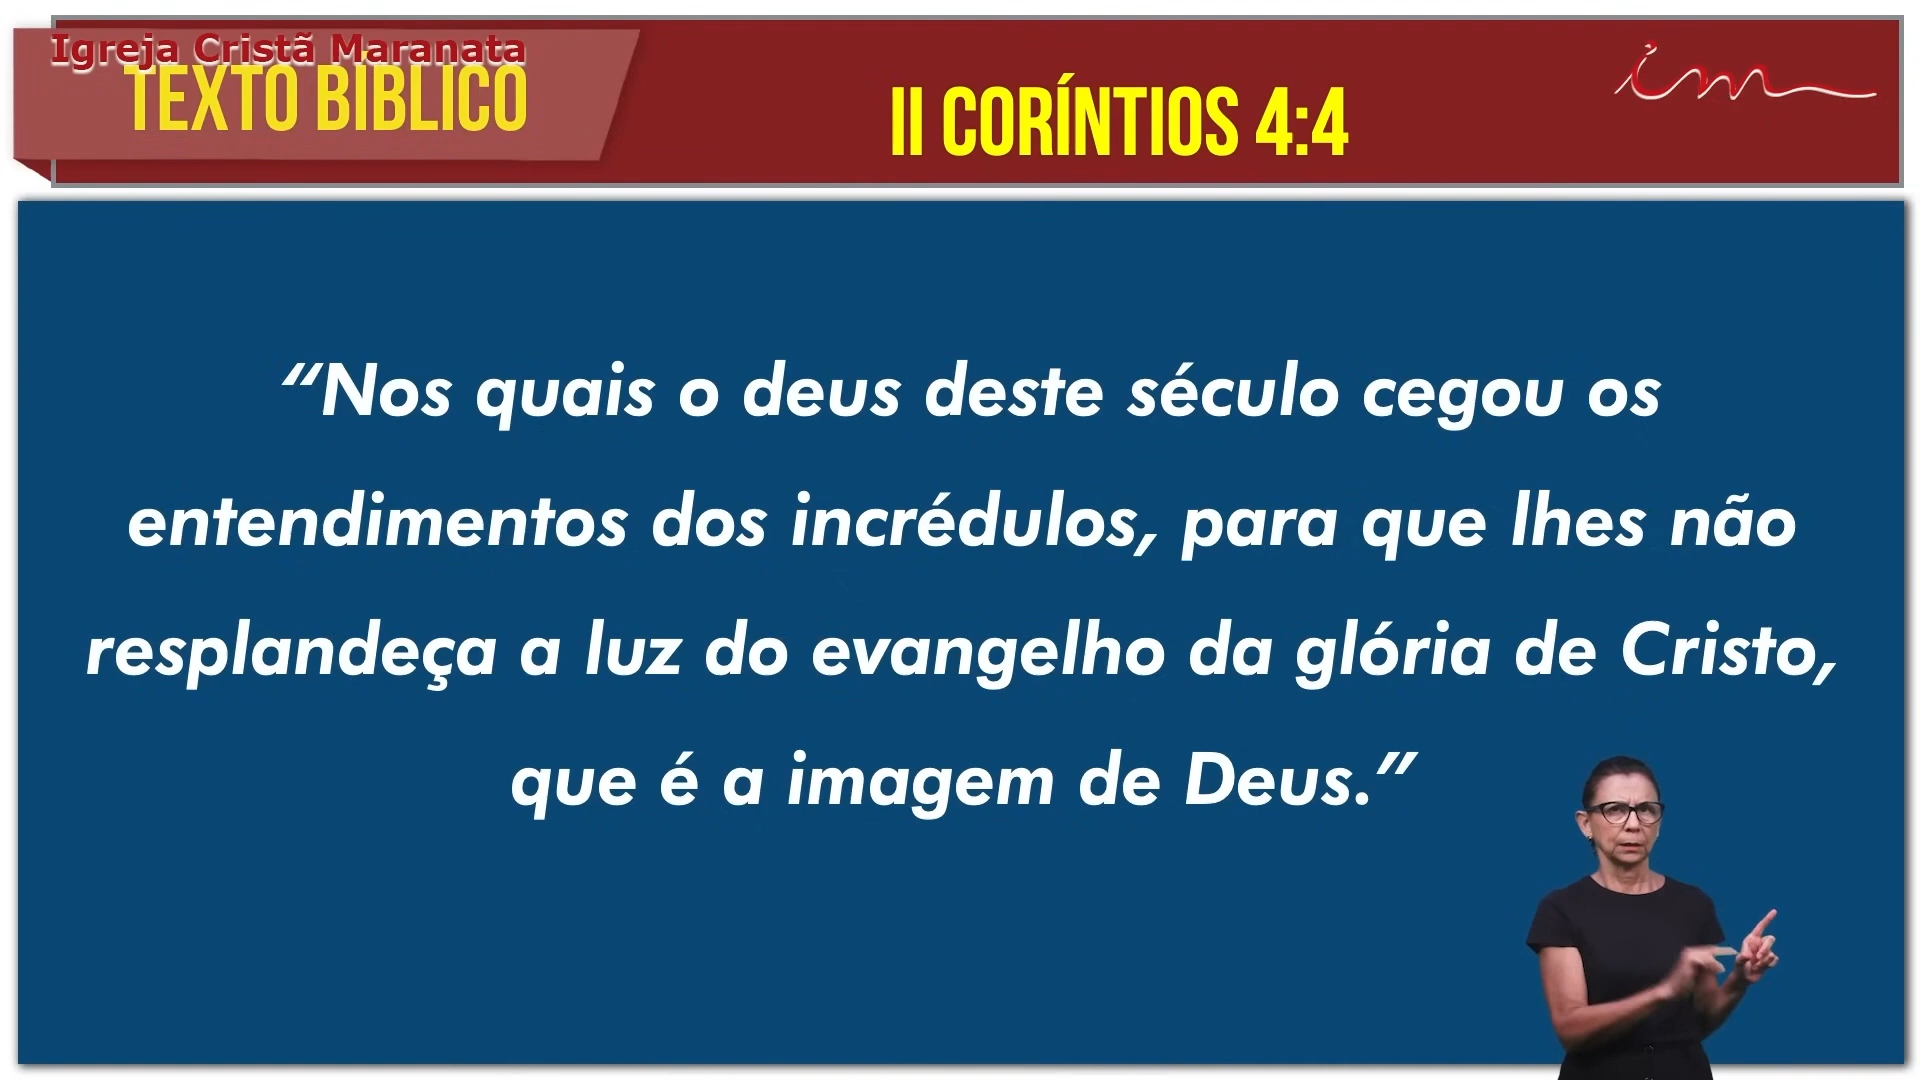 Igreja Cristã Maranata
TEXTO BÍBLICO
II CORÍNTIOS 4:4
im
“Nos quais o deus deste século cegou os
entendimentos dos incrédulos, para que lhes não
resplandeça a luz do evangelho da glória de Cristo,
que é a imagem de Deus.”